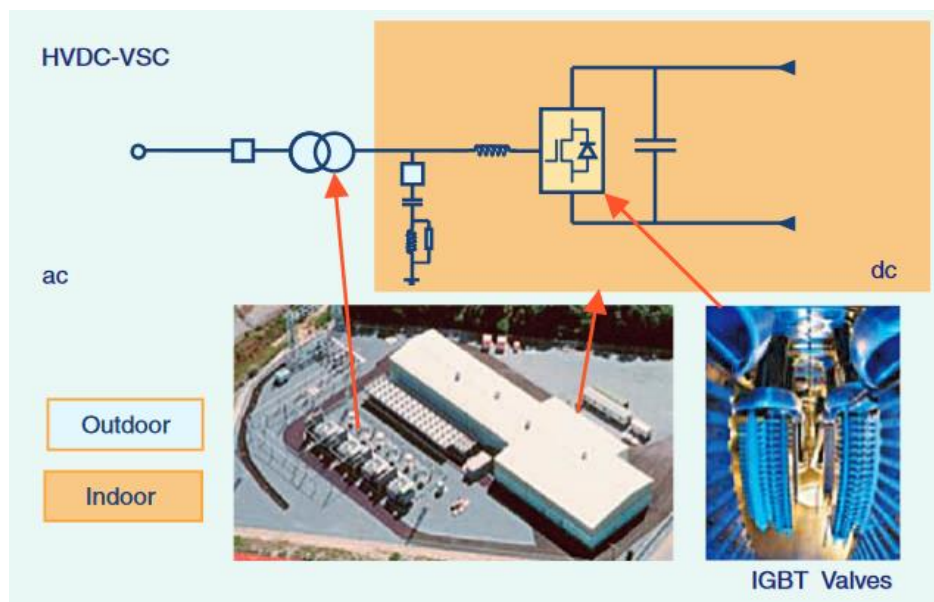 HVDC-VSC
ac
dc
Outdoor
Indoor
IGBT Valves